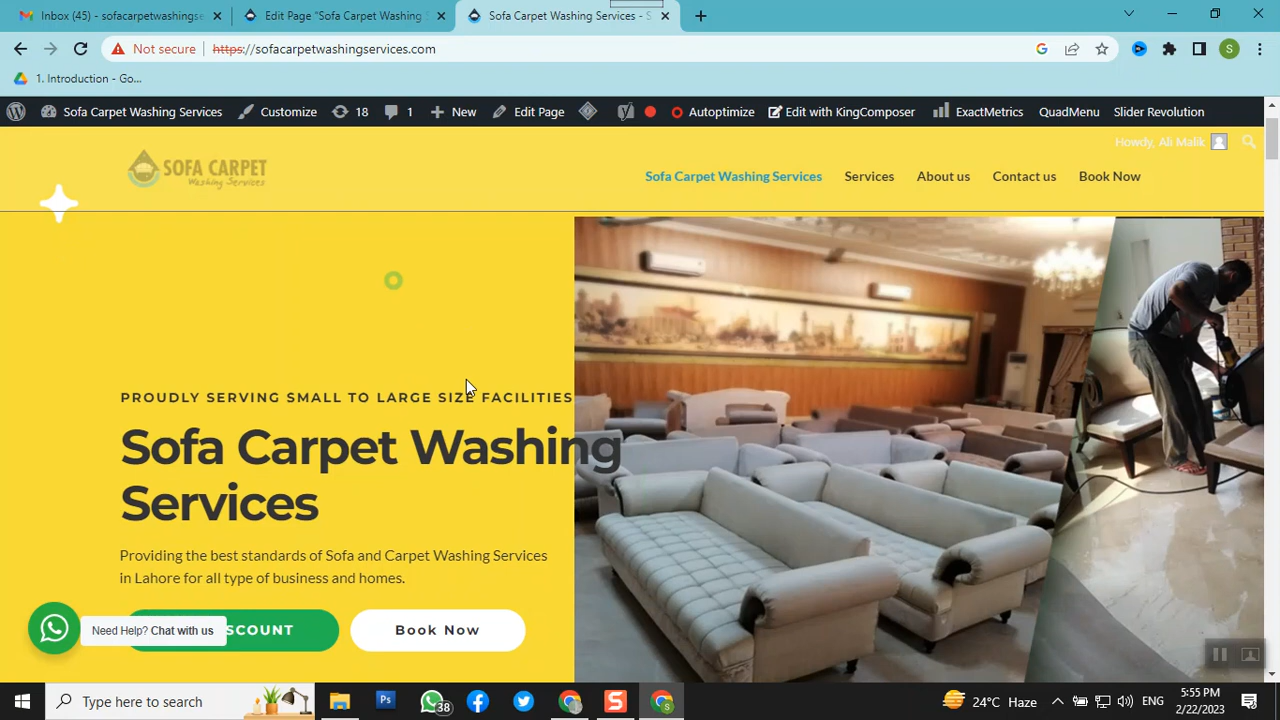 Inbox (45) - sofacarpetwashingse
Edit Page "Sofa Carpet Washing
Sofa Carpet Washing Services - S
Not secure
https://sofacarpetwashingservices.com
S
1. Introduction - Go...
Sofa Carpet Washing Services
Customize
18
1
New
Edit Page
Autoptimize
Edit with KingComposer
ExactMetrics
QuadMenu
Slider Revolution
Howdy, Ali Malik
SOFA CARPET
Washing Services
Sofa Carpet Washing Services
Services
About us
Contact us
Book Now
PROUDLY SERVING SMALL TO LARGE SIZE FACILITIES
Sofa Carpet Washing
Services
Providing the best standards of Sofa and Carpet Washing Services
in Lahore for all type of business and homes.
Need Help? Chat with us
SCOUNT
Book Now
Type here to search
Ps
38
S
S
24°C Haze
ENG
5:55 PM
2/22/2023